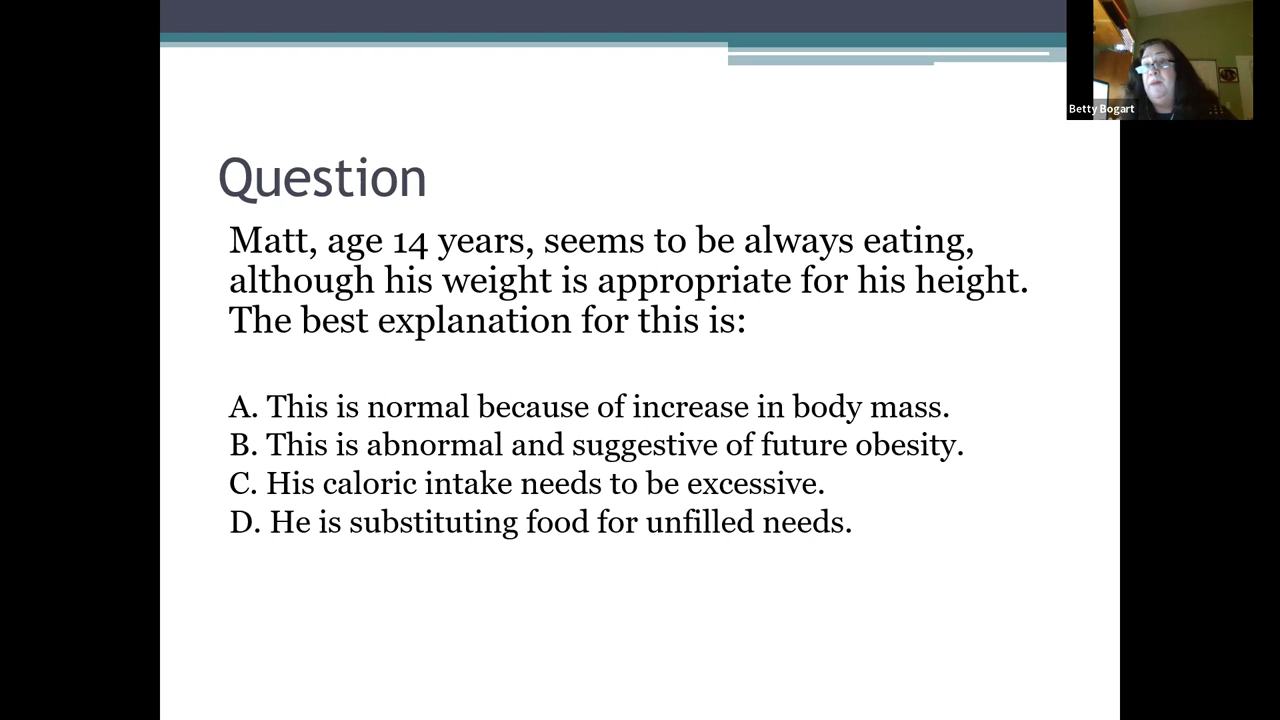 Betty Bogart
Question
Matt, age 14 years, seems to be always eating,
although his weight is appropriate for his height.
The best explanation for this is:
A. This is normal because of increase in body mass.
B. This is abnormal and suggestive of future obesity.
C. His caloric intake needs to be excessive.
D. He is substituting food for unfilled needs.